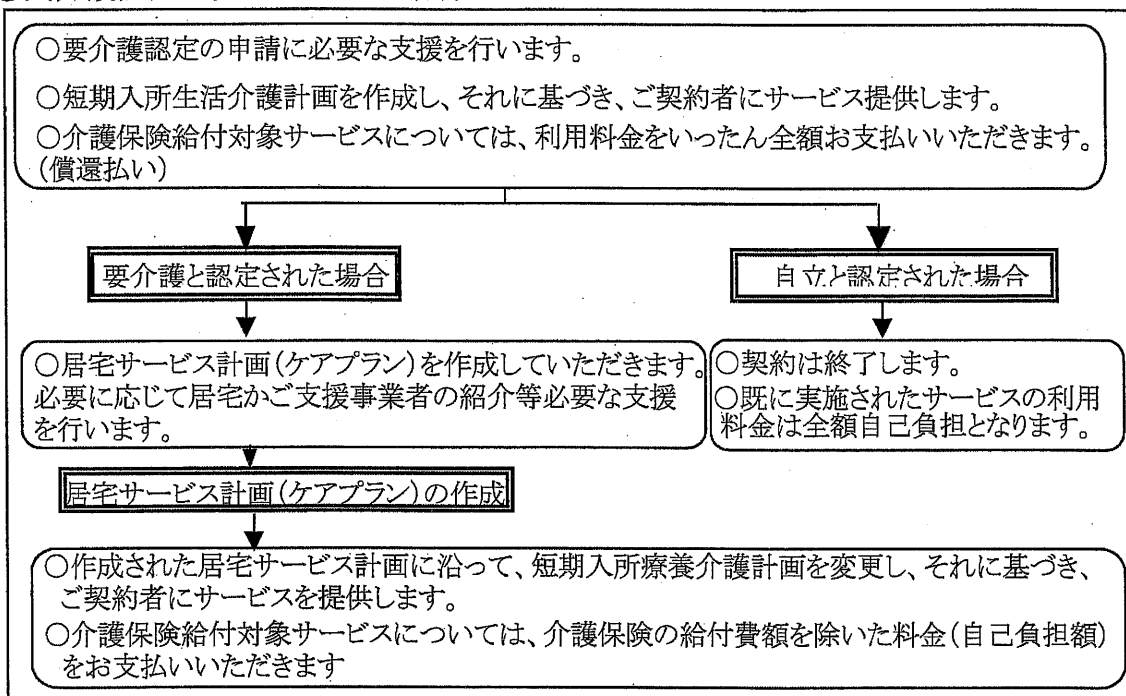 ○要介護認定の申請に必要な支援を行います。
○短期入所生活介護計画を作成し、それに基づき、ご契約者にサービス提供します。
○介護保険給付対象サービスについては、利用料金をいったん全額お支払いいただきます。
(償還払い)
要介護と認定された場合
自立と認定された場合
○居宅サービス計画(ケアプラン)を作成していただきます。
必要に応じて居宅かご支援事業者の紹介等必要な支援
を行います。
○契約は終了します。
○既に実施されたサービスの利用
料金は全額自己負担となります。
居宅サービス計画(ケアプラン)の作成
○作成された居宅サービス計画に沿って、短期入所療養介護計画を変更し、それに基づき、
ご契約者にサービスを提供します。
○介護保険給付対象サービスについては、介護保険の給付費額を除いた料金(自己負担額)
をお支払いいただきます